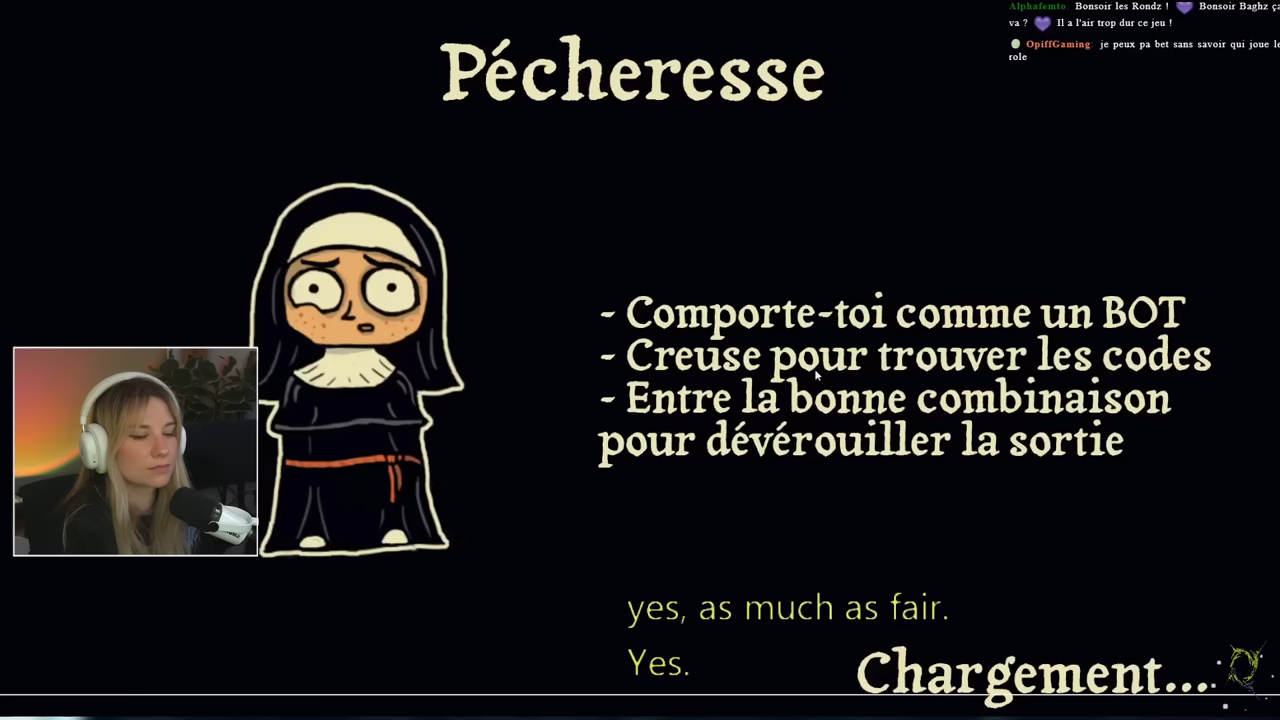 Alphafemto: Bonsoir les Rondz ! Bonsoir Baghz ça
va ? Il a l'air trop dur ce jeu !
OpiffGaming: je peux pa bet sans savoir qui joue le
role
Pécheresse
- Comporte-toi comme un BOT
- Creuse pour trouver les codes
- Entre la bonne combinaison
pour dévérouiller la sortie
yes, as much as fair.
Yes.
Chargement...